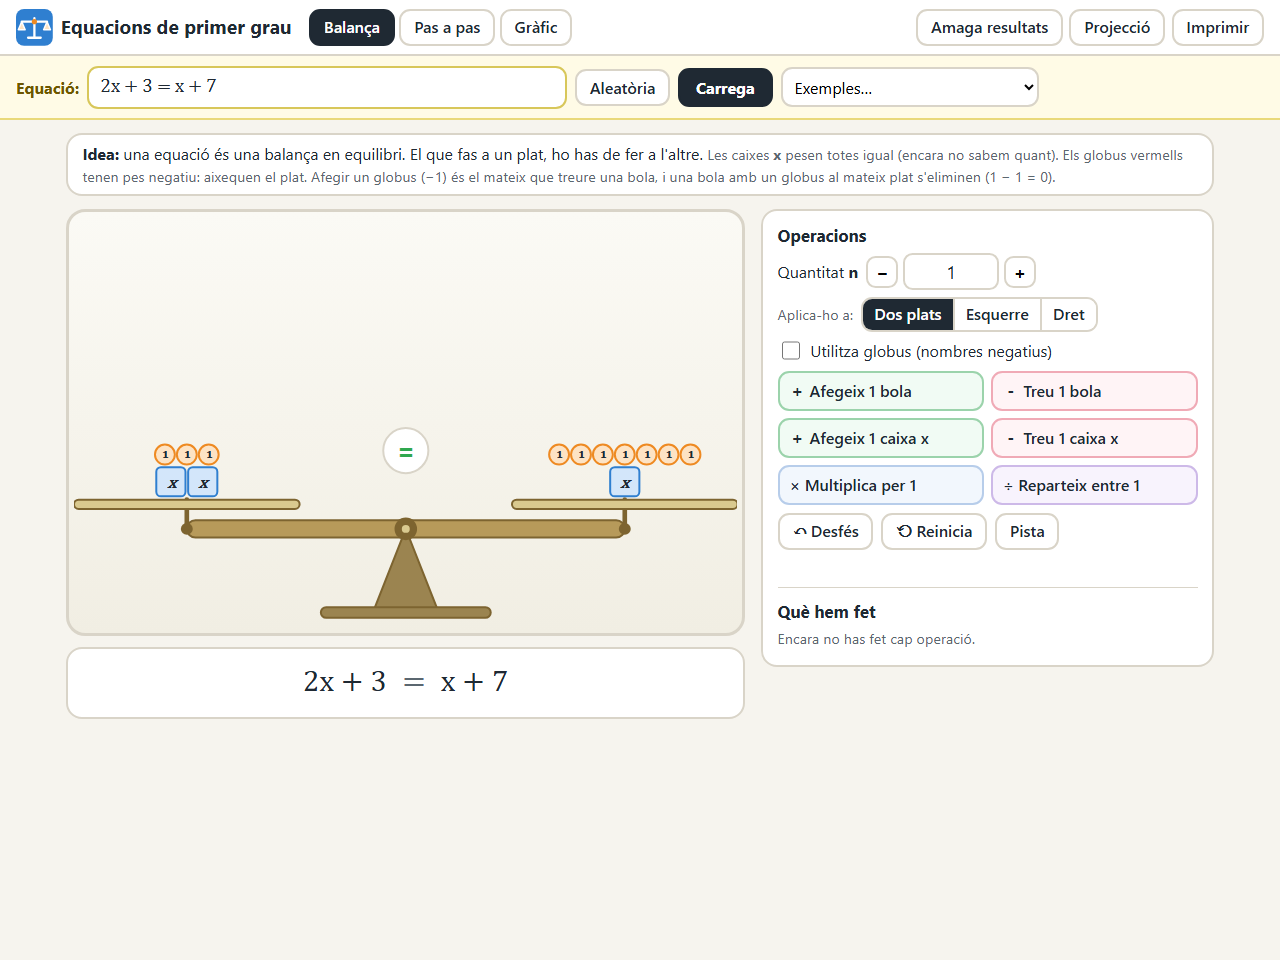 Equacions de primer grau
Balança
Pas a pas
Gràfic
Amaga resultats
Projecció
Imprimir
Equació:
2x + 3 = x + 7
Aleatòria
Carrega
Exemples...
Idea: una equació és una balança en equilibri. El que fas a un plat, ho has de fer a l'altre. Les caixes x pesen totes igual (encara no sabem quant). Els globus vermells
tenen pes negatiu: aixequen el plat. Afegir un globus (−1) és el mateix que treure una bola, i una bola amb un globus al mateix plat s'eliminen (1 − 1 = 0).
1 1 1
x x
=
1 1 1 1 1 1 1
x
2x + 3 = x + 7
Operacions
Quantitat n
−
1
+
Aplica-ho a:
Dos plats
Esquerre
Dret
Utilitza globus (nombres negatius)
+ Afegeix 1 bola
- Treu 1 bola
+ Afegeix 1 caixa x
- Treu 1 caixa x
× Multiplica per 1
÷ Reparteix entre 1
↶ Desfés
⟲ Reinicia
Pista
Què hem fet
Encara no has fet cap operació.